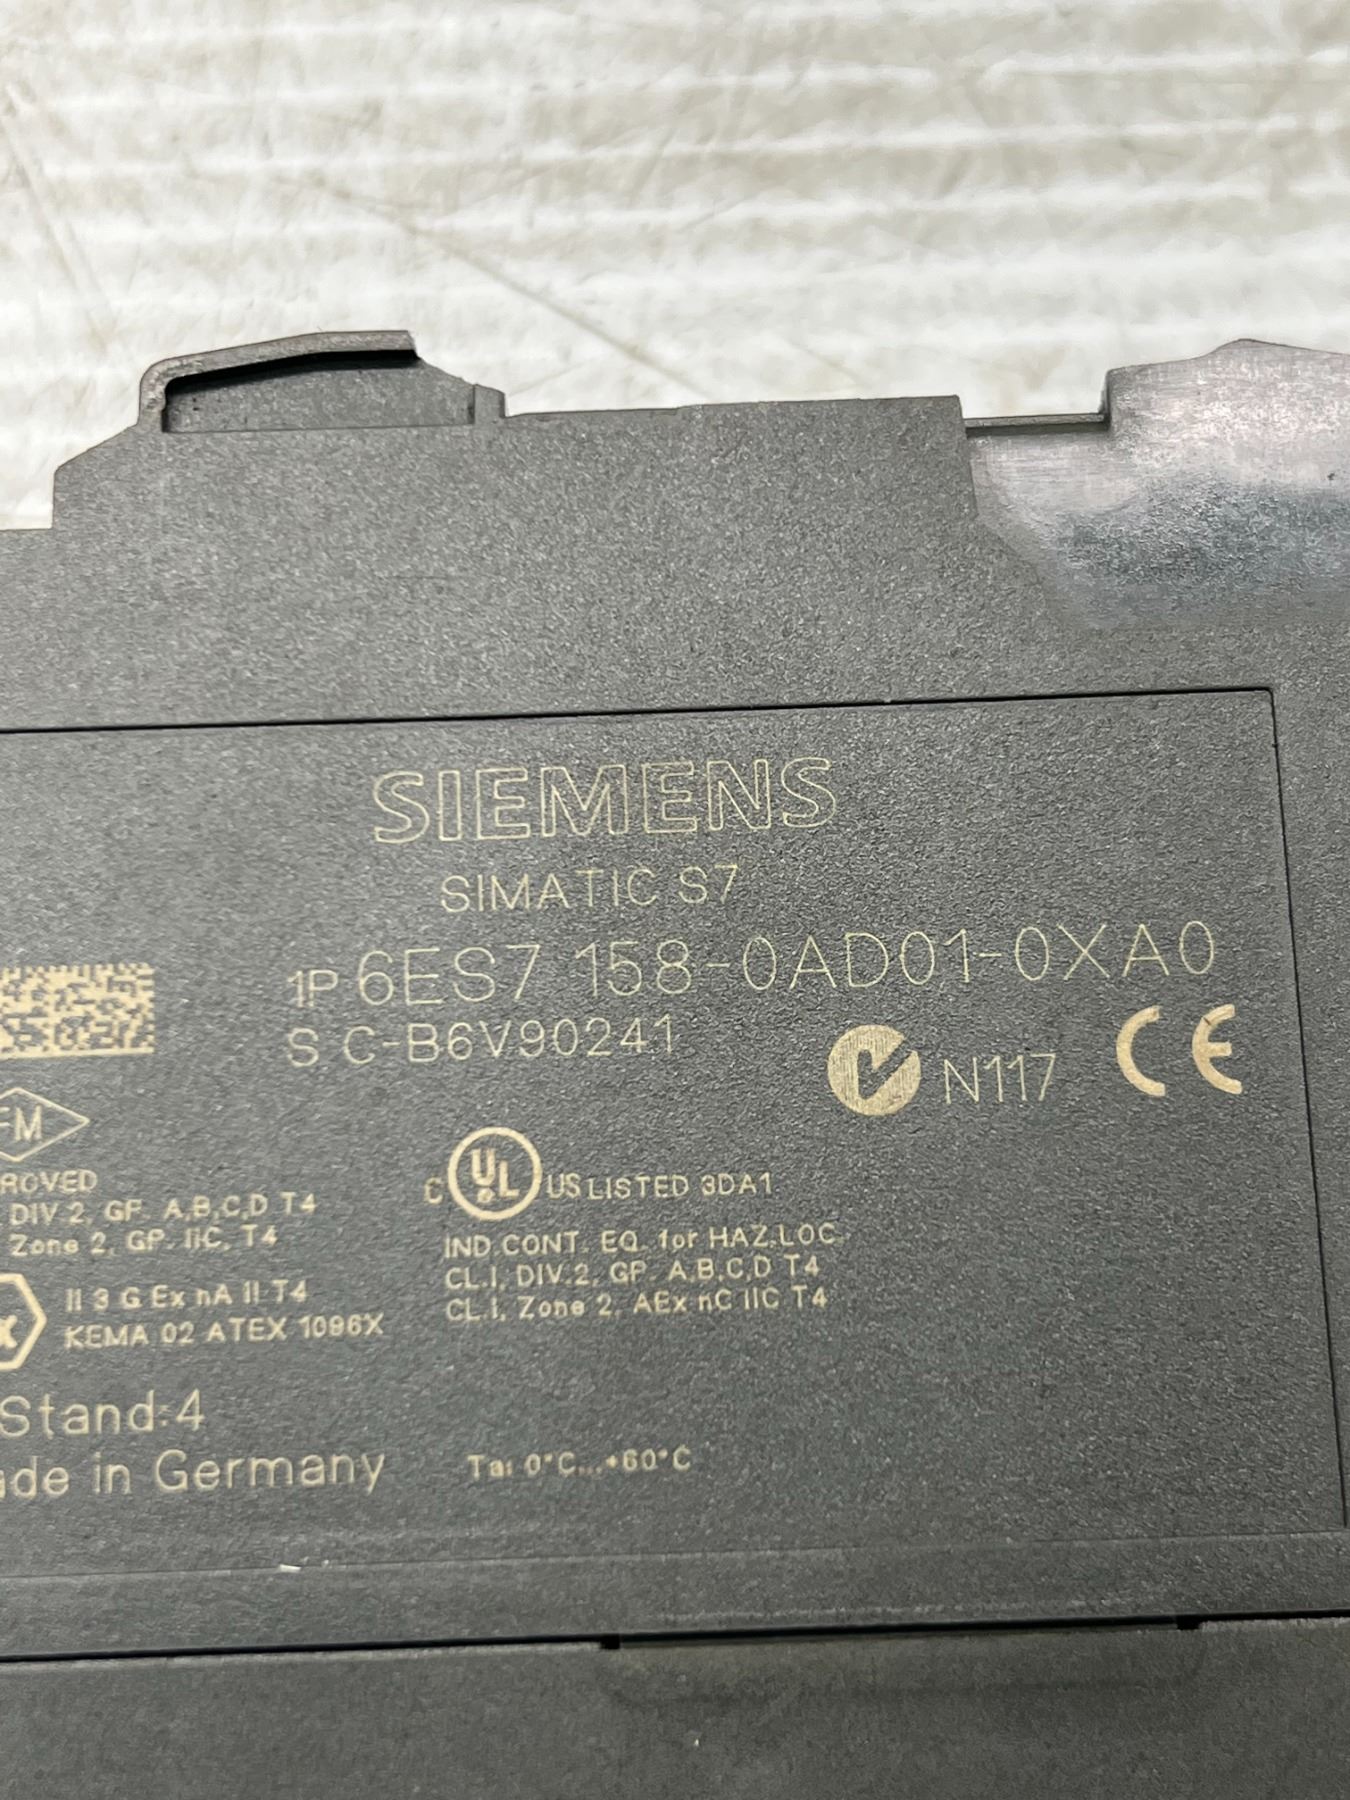 SIEMENS
SIMATIC S7
1P 6ES7 158-0AD01-0XA0
S C-B6V90241
N117 CE
FM
ROVED
DIV.2, GP. A,B,C,D T4
Zone 2, GP. IIC, T4
II 3 G Ex nA II T4
KEMA 02 ATEX 1096X
C UL US LISTED 3DA1
IND.CONT. EQ. for HAZ.LOC.
CL.I, DIV.2, GP. A,B,C,D T4
CL.I, Zone 2, AEx nC IIC T4
Stand:4
ade in Germany
Ta: 0°C...+60°C